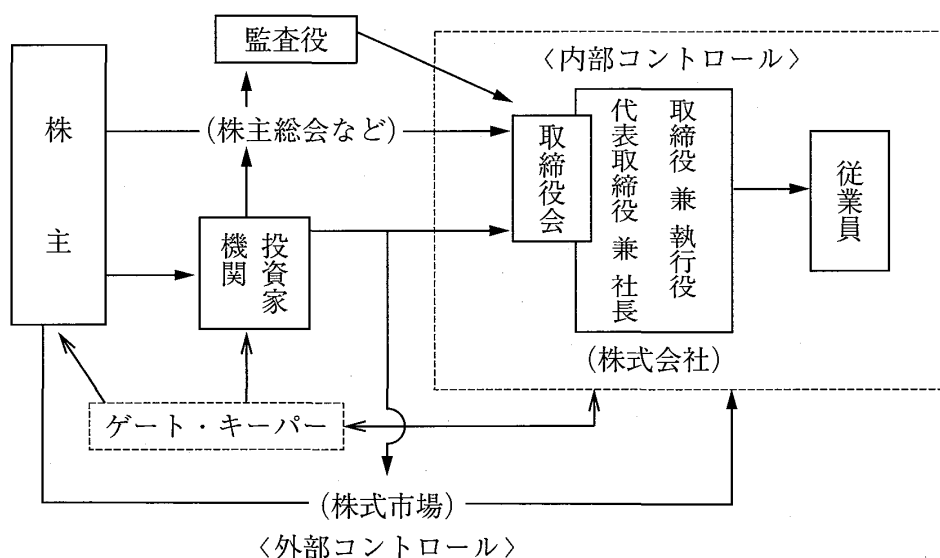 監査役
〈内部コントロール〉
株主
(株主総会など)
取締役会
代表取締役 兼 社長
取締役 兼 執行役
従業員
機関
投資家
(株式会社)
ゲート・キーパー
(株式市場)
〈外部コントロール〉